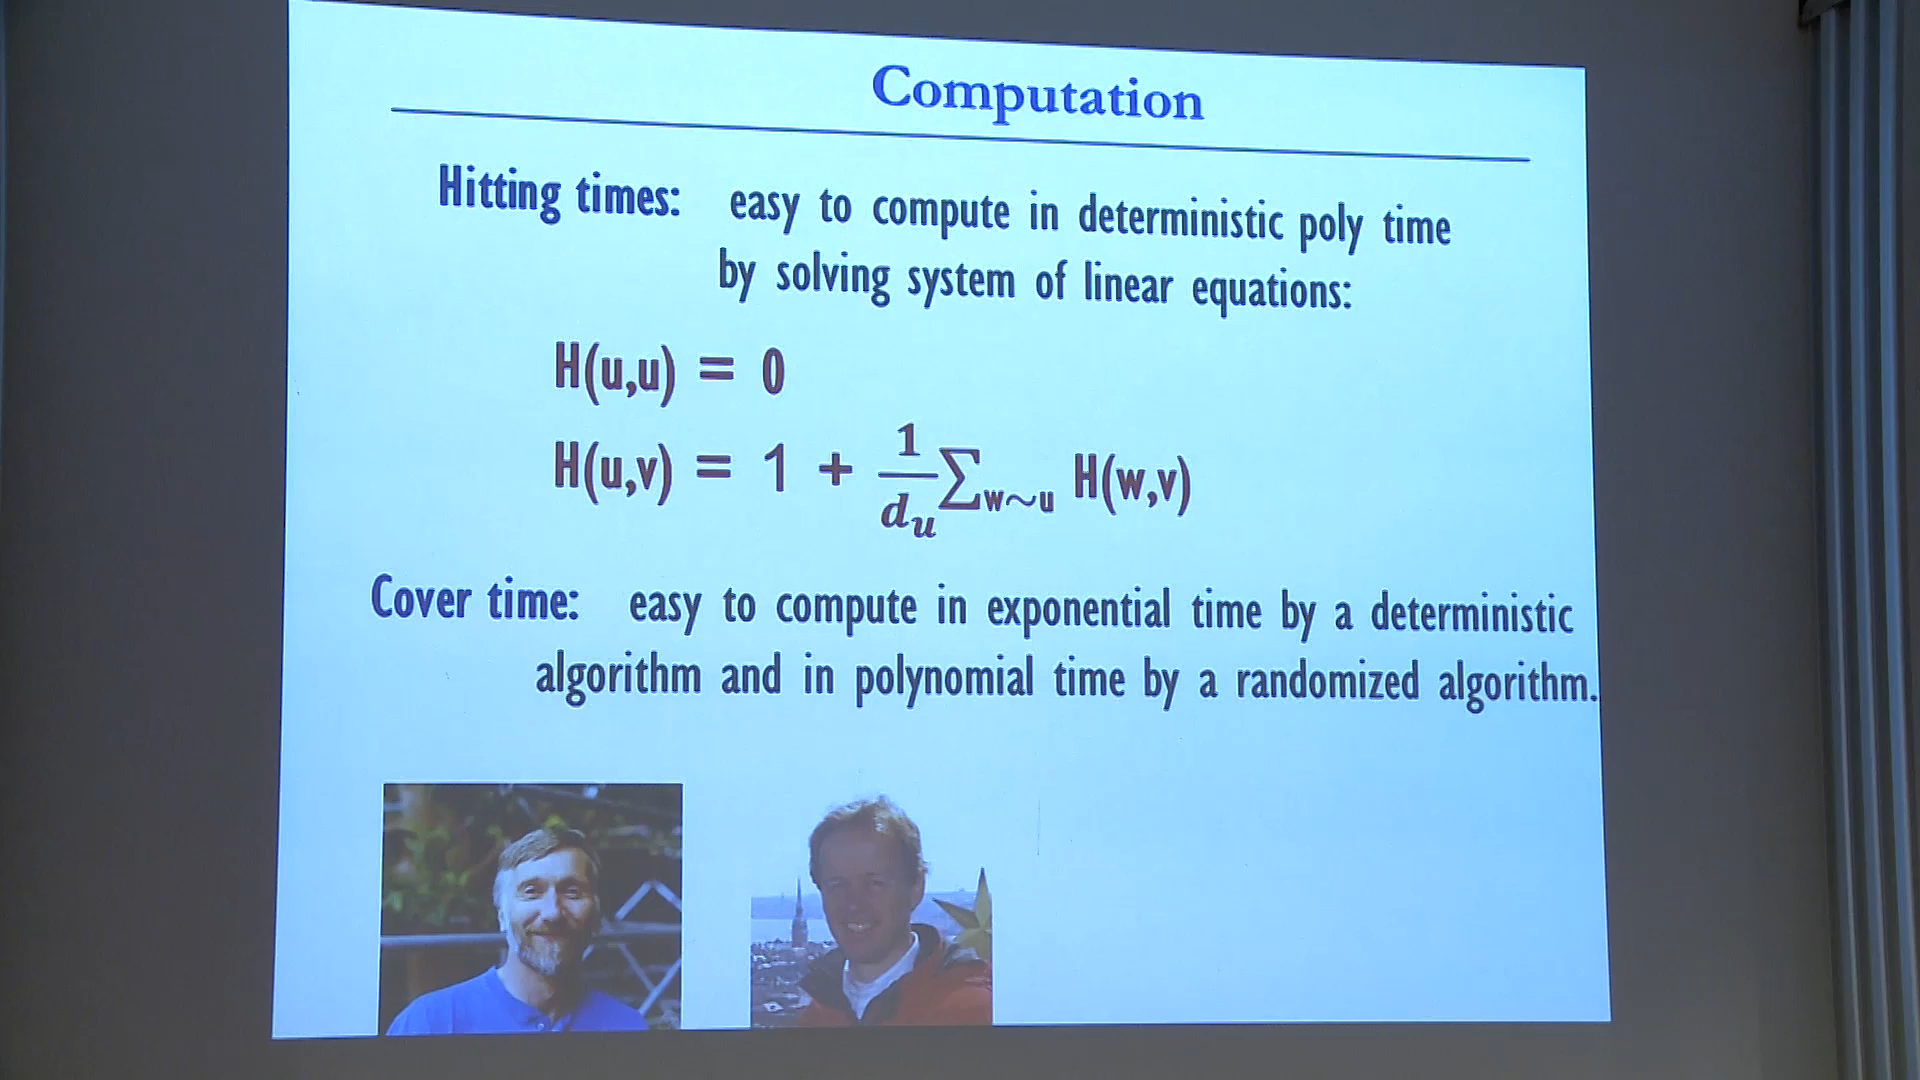 Computation
Hitting times: easy to compute in deterministic poly time
by solving system of linear equations:
H(u,u) = 0
H(u,v) = 1 + \frac{1}{d_u} ∑_{w∼u} H(w,v)
Cover time: easy to compute in exponential time by a deterministic
algorithm and in polynomial time by a randomized algorithm.